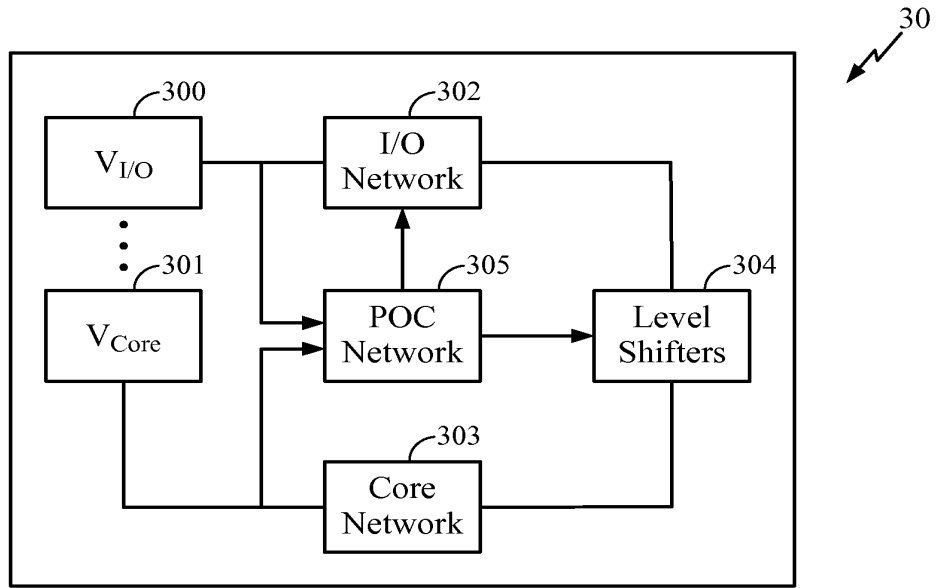 30
300
V_I/O
302
I/O
Network
301
V_Core
305
POC
Network
304
Level
Shifters
303
Core
Network